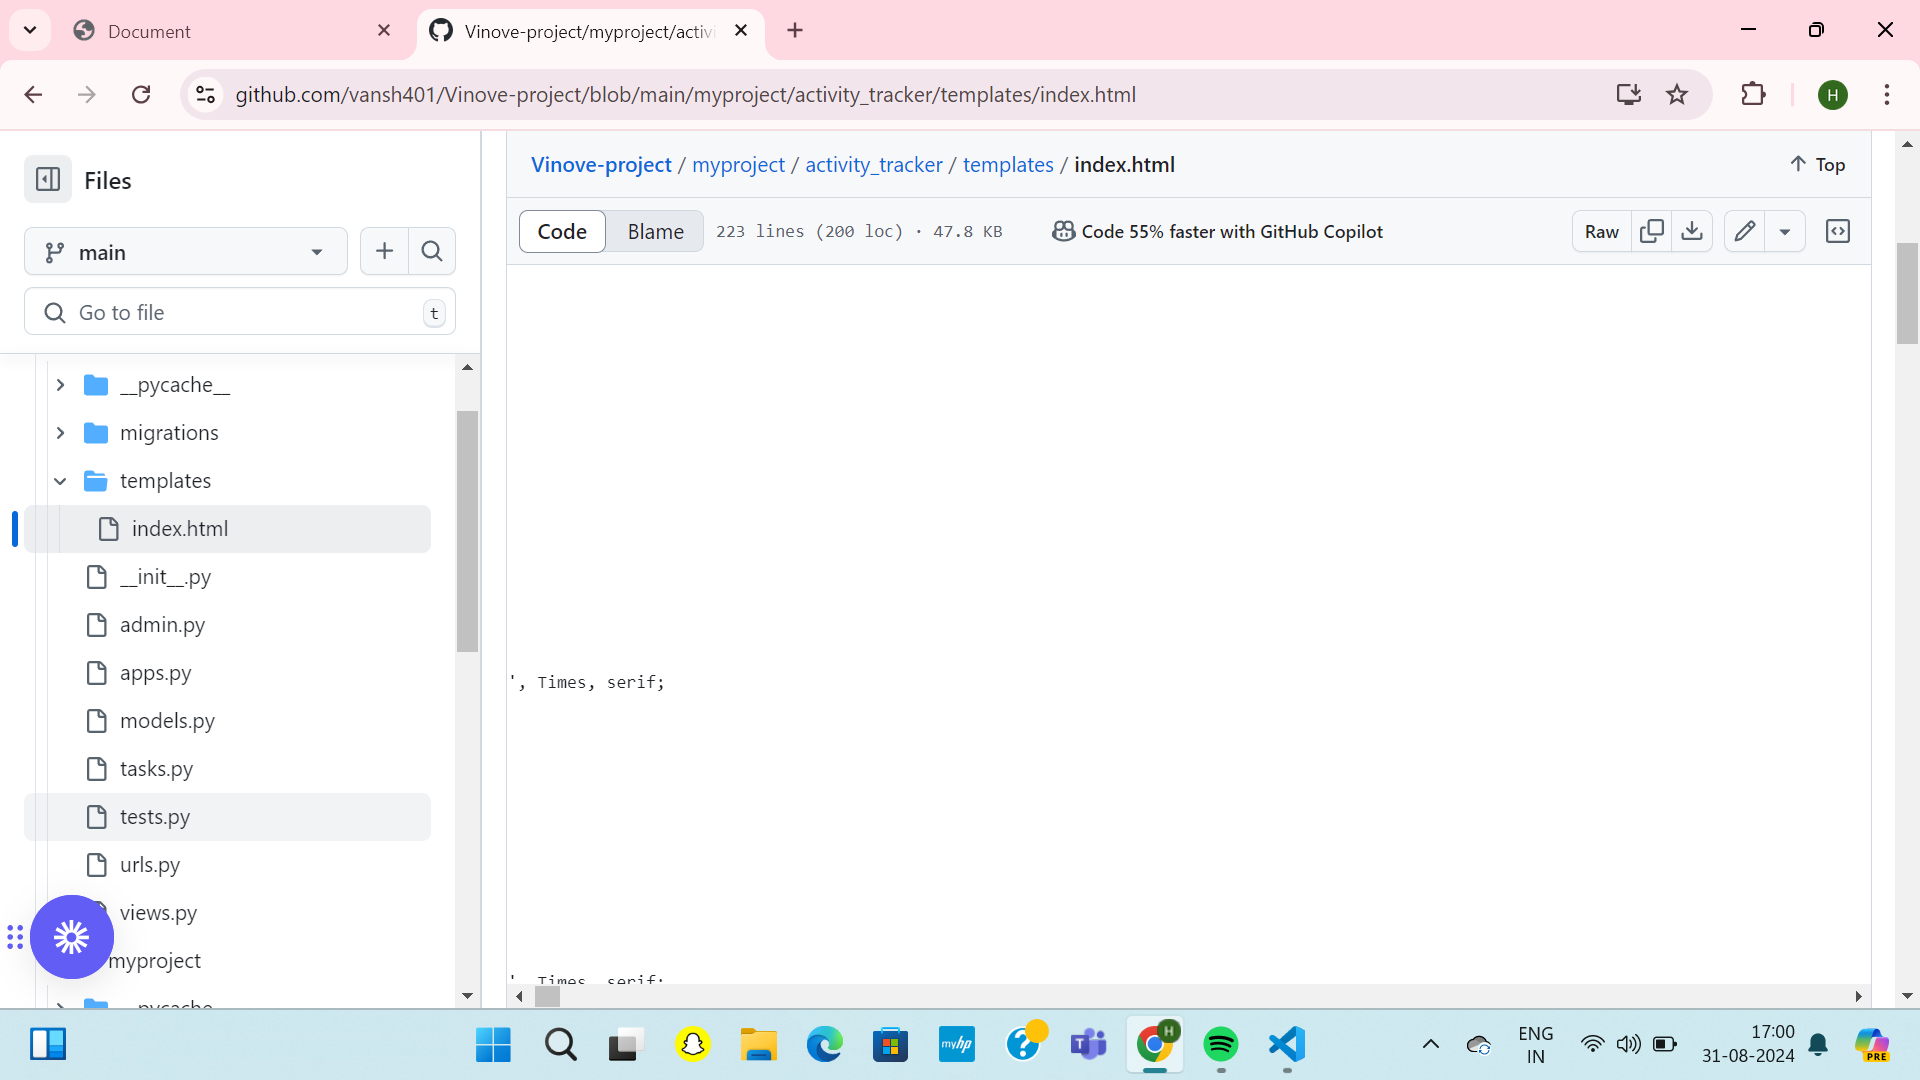 Document
Vinove-project/myproject/activi
github.com/vansh401/Vinove-project/blob/main/myproject/activity_tracker/templates/index.html
H
Files
main
Go to file
t
__pycache__
migrations
templates
index.html
__init__.py
admin.py
apps.py
models.py
tasks.py
tests.py
urls.py
views.py
myproject
__pycache__
Vinove-project / myproject / activity_tracker / templates / index.html
Top
Code
Blame
223 lines (200 loc) · 47.8 KB
Code 55% faster with GitHub Copilot
Raw
', Times, serif;
', Times, serif;
myhp
H
ENG
IN
17:00
31-08-2024
PRE